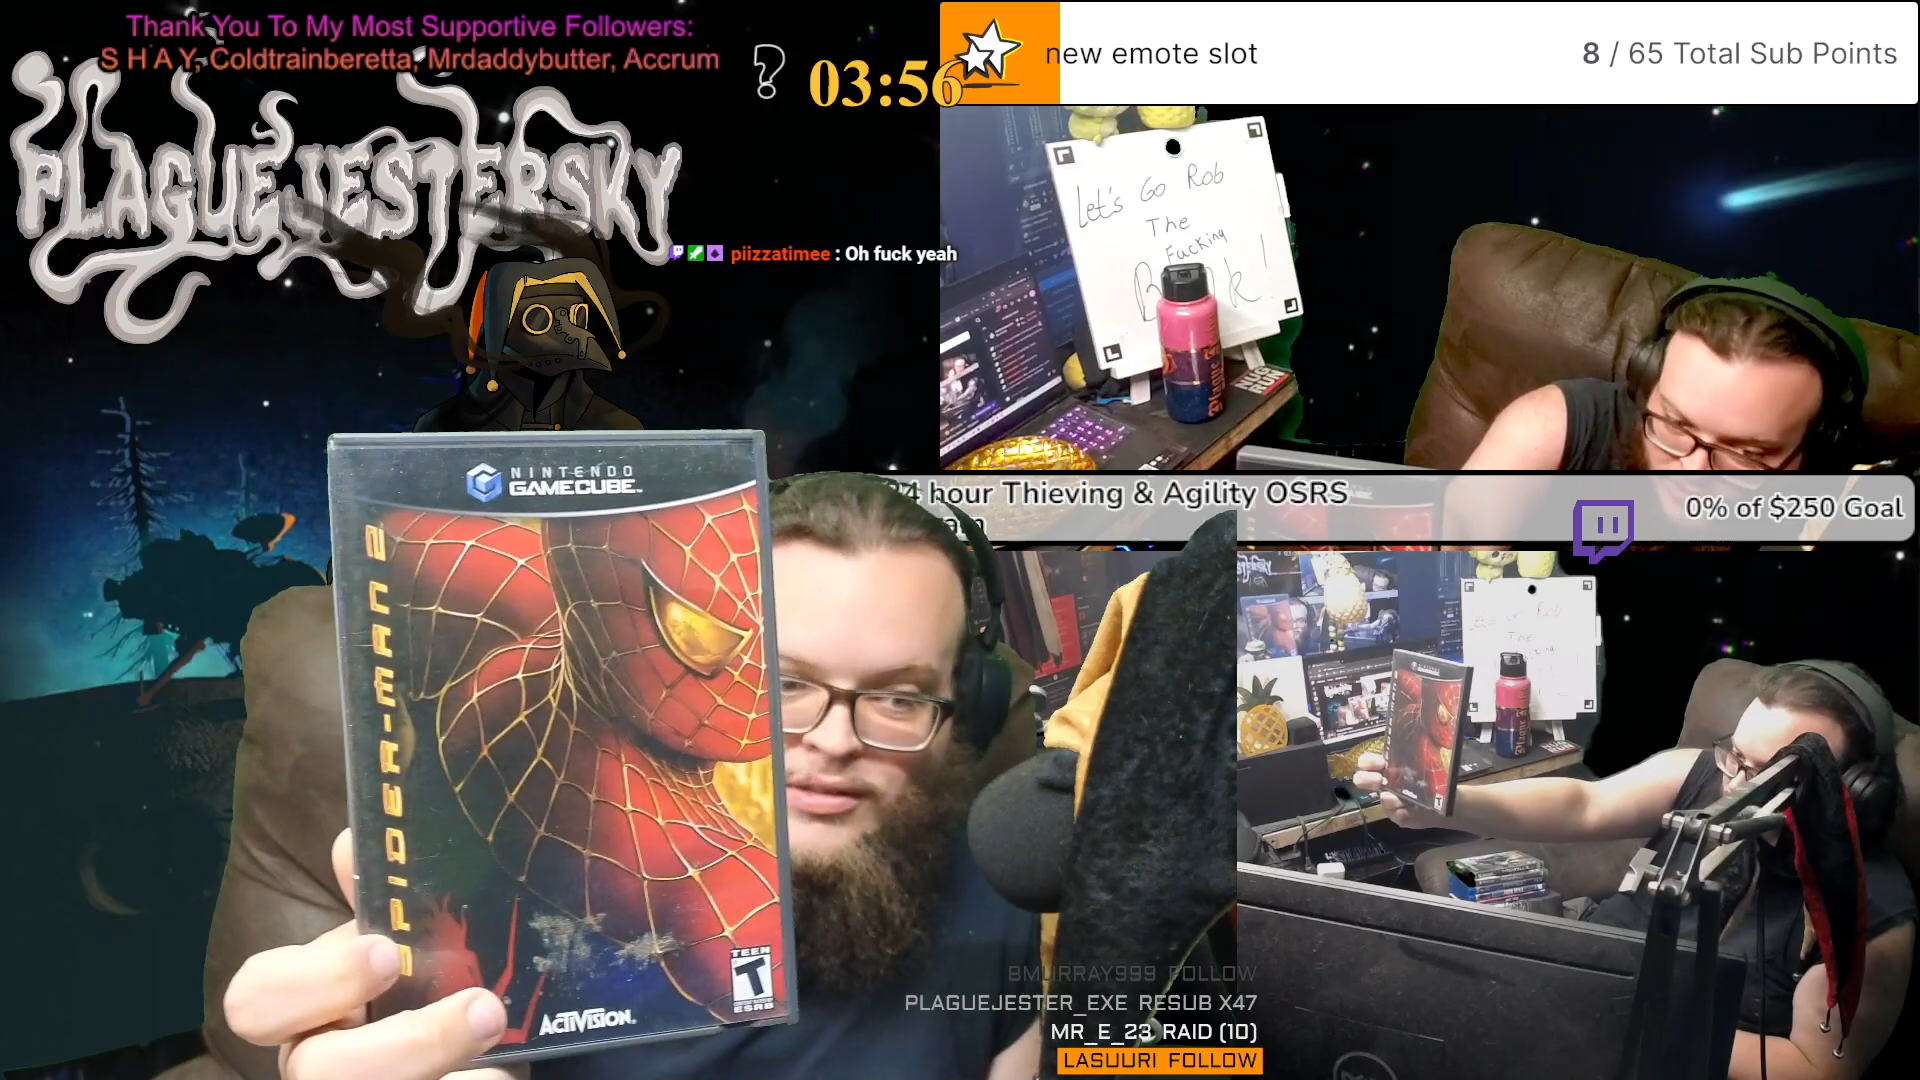 Thank You To My Most Supportive Followers:
S H A Y, Coldtrainberetta, Mrdaddybutter, Accrum
PLAGUEJESTERSKY
03:56
new emote slot
8 / 65 Total Sub Points
Let's Go Rob
The
Fucking
piizzatimee : Oh fuck yeah
24 hour Thieving & Agility OSRS
0% of $250 Goal
NINTENDO
GAMECUBE™
SPIDER-MAN 2
TEEN
T
ESRB
ACTIVISION
BMURRAY999 FOLLOW
PLAGUEJESTER_EXE RESUB X47
MR_E_23 RAID (10)
LASUURI FOLLOW